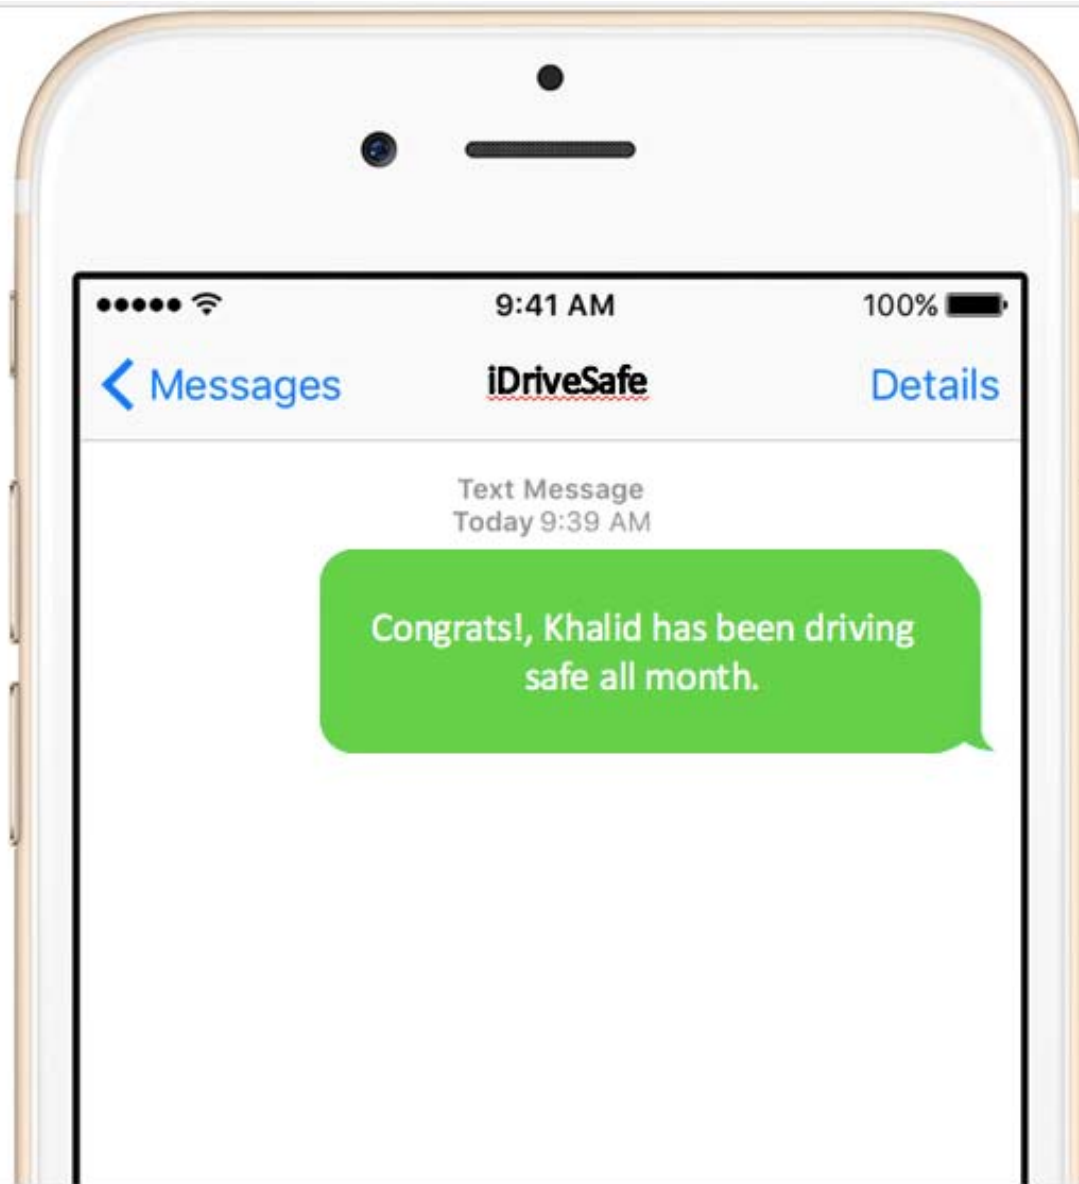 9:41 AM 100%
Messages iDriveSafe Details
Text Message
Today 9:39 AM
Congrats!, Khalid has been driving
safe all month.